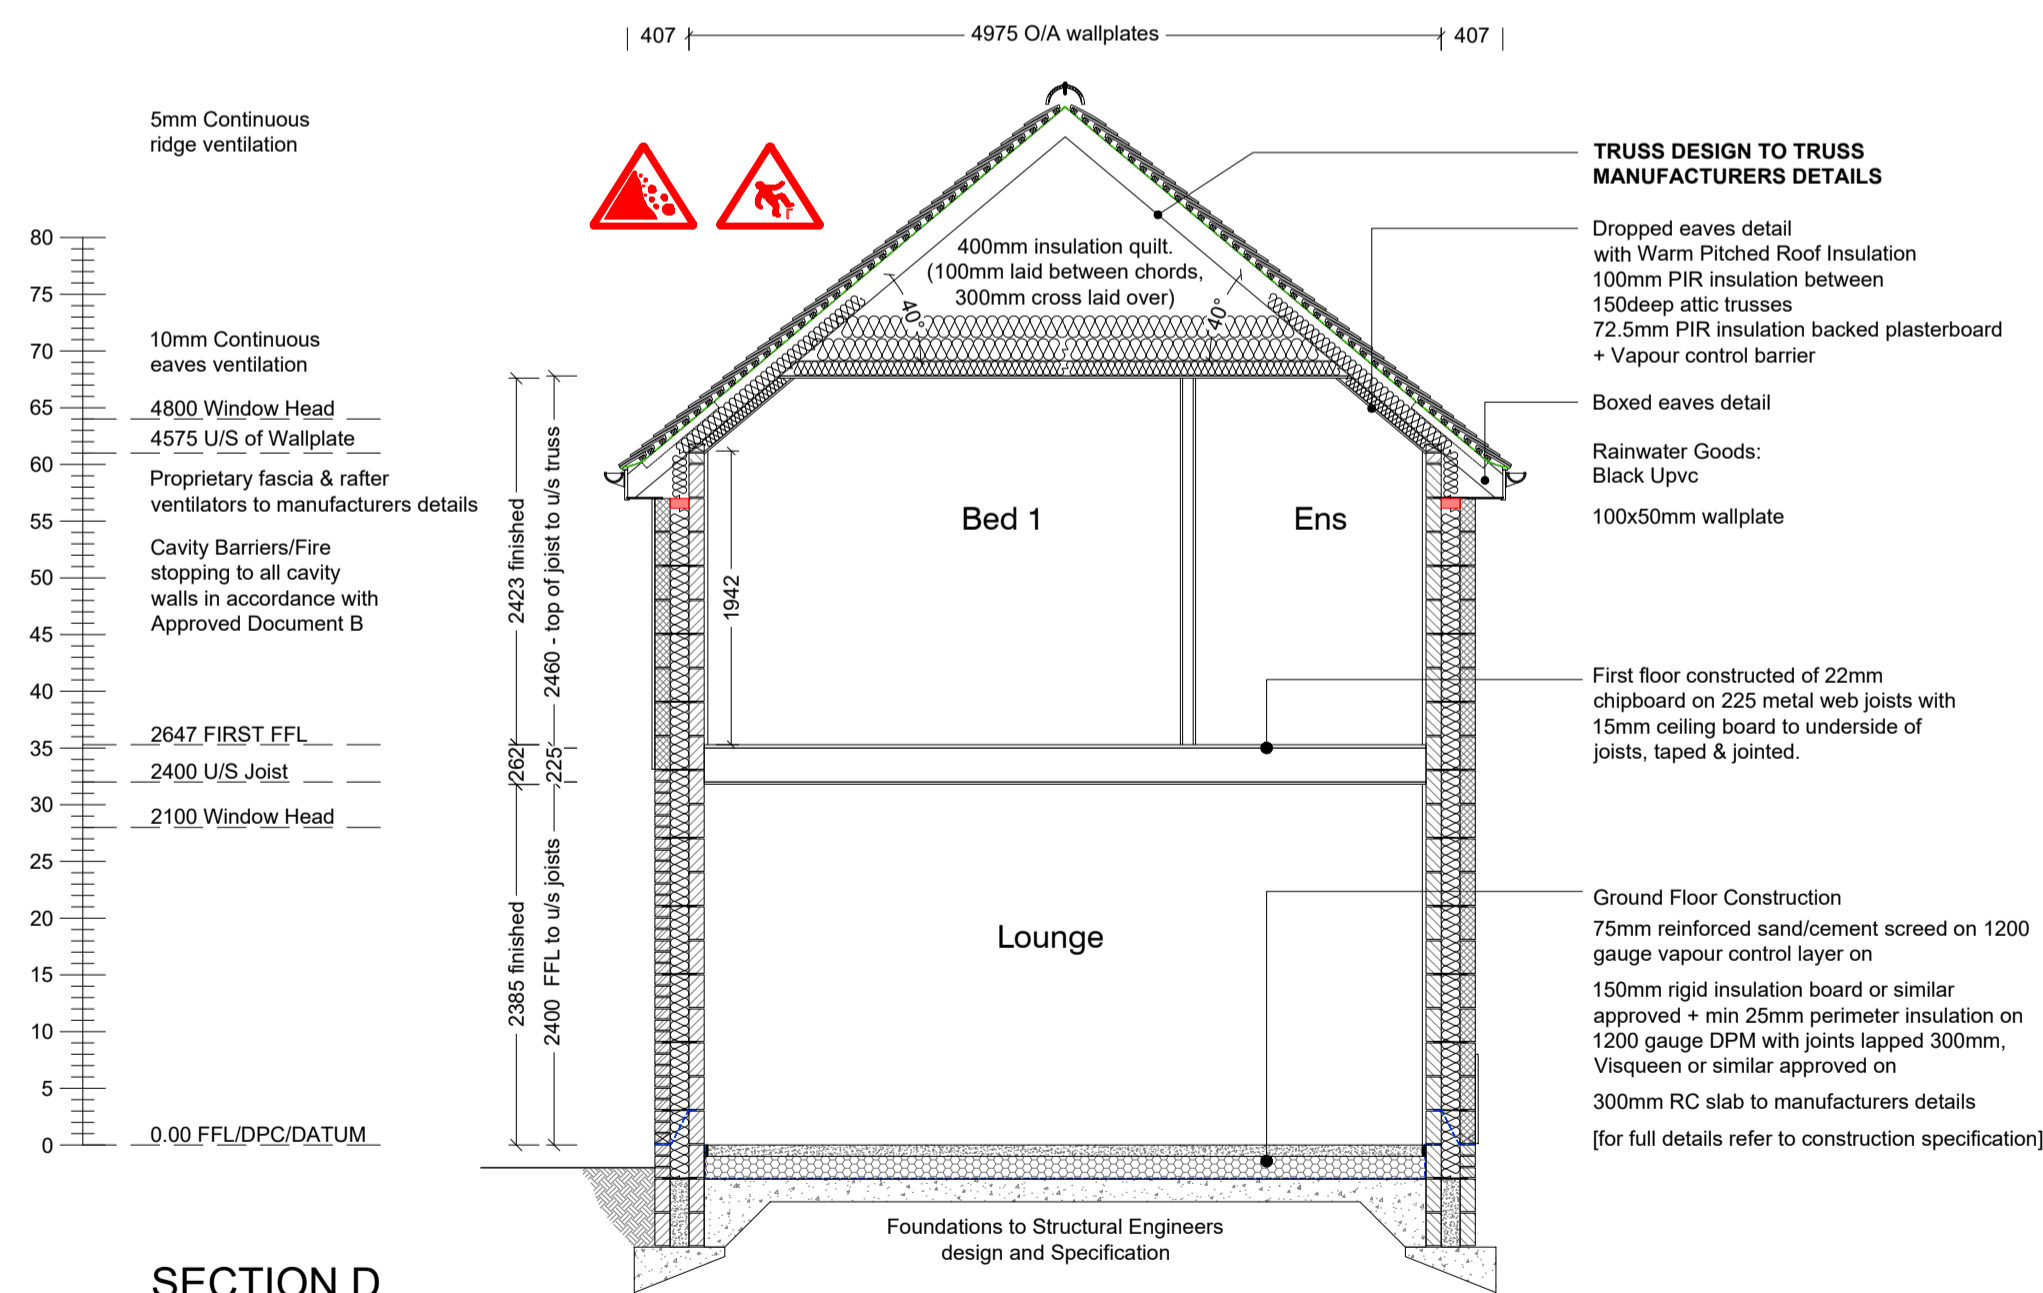 407
4975 O/A wallplates
407
5mm Continuous
ridge ventilation
80
75
70
65
60
55
50
45
40
35
30
25
20
15
10
5
0
10mm Continuous
eaves ventilation
4800 Window Head
4575 U/S of Wallplate
Proprietary fascia & rafter
ventilators to manufacturers details
Cavity Barriers/Fire
stopping to all cavity
walls in accordance with
Approved Document B
2647 FIRST FFL
2400 U/S Joist
2100 Window Head
0.00 FFL/DPC/DATUM
SECTION D
2423 finished
262
2385 finished
2460 - top of joist to u/s truss
225
2400 FFL to u/s joists
400mm insulation quilt.
(100mm laid between chords,
300mm cross laid over)
40°
40°
1942
Bed 1
Ens
Lounge
Foundations to Structural Engineers
design and Specification
TRUSS DESIGN TO TRUSS
MANUFACTURERS DETAILS
Dropped eaves detail
with Warm Pitched Roof Insulation
100mm PIR insulation between
150deep attic trusses
72.5mm PIR insulation backed plasterboard
+ Vapour control barrier
Boxed eaves detail
Rainwater Goods:
Black Upvc
100x50mm wallplate
First floor constructed of 22mm
chipboard on 225 metal web joists with
15mm ceiling board to underside of
joists, taped & jointed.
Ground Floor Construction
75mm reinforced sand/cement screed on 1200
gauge vapour control layer on
150mm rigid insulation board or similar
approved + min 25mm perimeter insulation on
1200 gauge DPM with joints lapped 300mm,
Visqueen or similar approved on
300mm RC slab to manufacturers details
[for full details refer to construction specification]